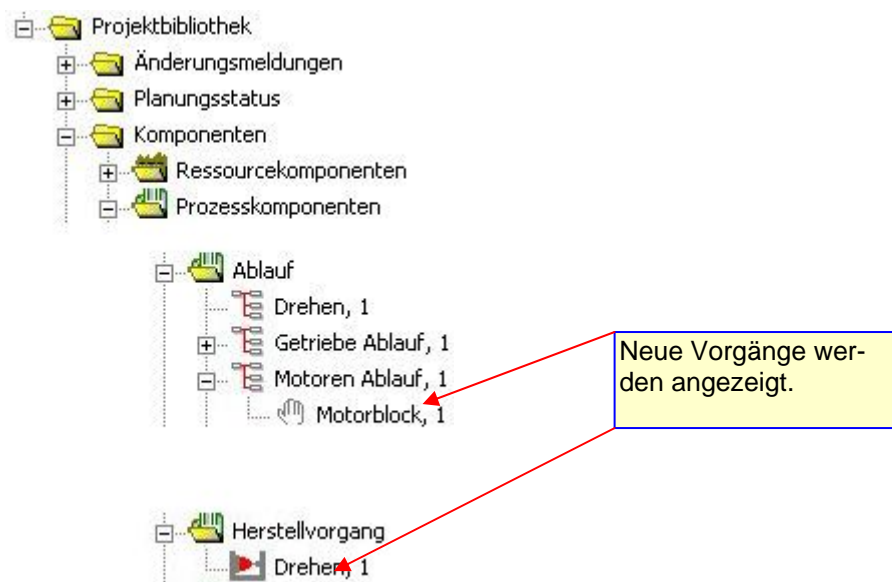 Projektbibliothek
Änderungsmeldungen
Planungsstatus
Komponenten
Ressourcekomponenten
Prozesskomponenten
Ablauf
Drehen, 1
Getriebe Ablauf, 1
Motoren Ablauf, 1
Motorblock, 1
Neue Vorgänge wer-
den angezeigt.
Herstellvorgang
Drehen, 1